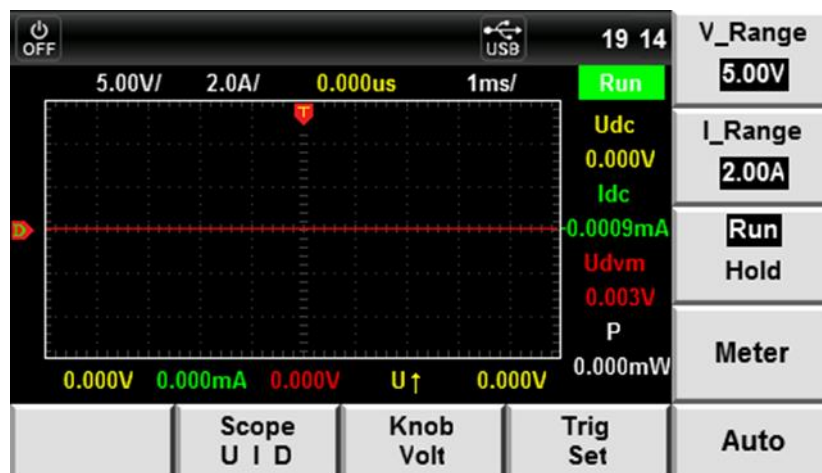 OFF
USB
19 14
5.00V/ 2.0A/ 0.000us 1ms/ Run
T
Udc
0.000V
Idc
-0.0009mA
D
Udvm
0.003V
P
0.000mW
0.000V 0.000mA 0.000V U↑ 0.000V
Scope
U I D
Knob
Volt
Trig
Set
V_Range
5.00V
I_Range
2.00A
Run
Hold
Meter
Auto